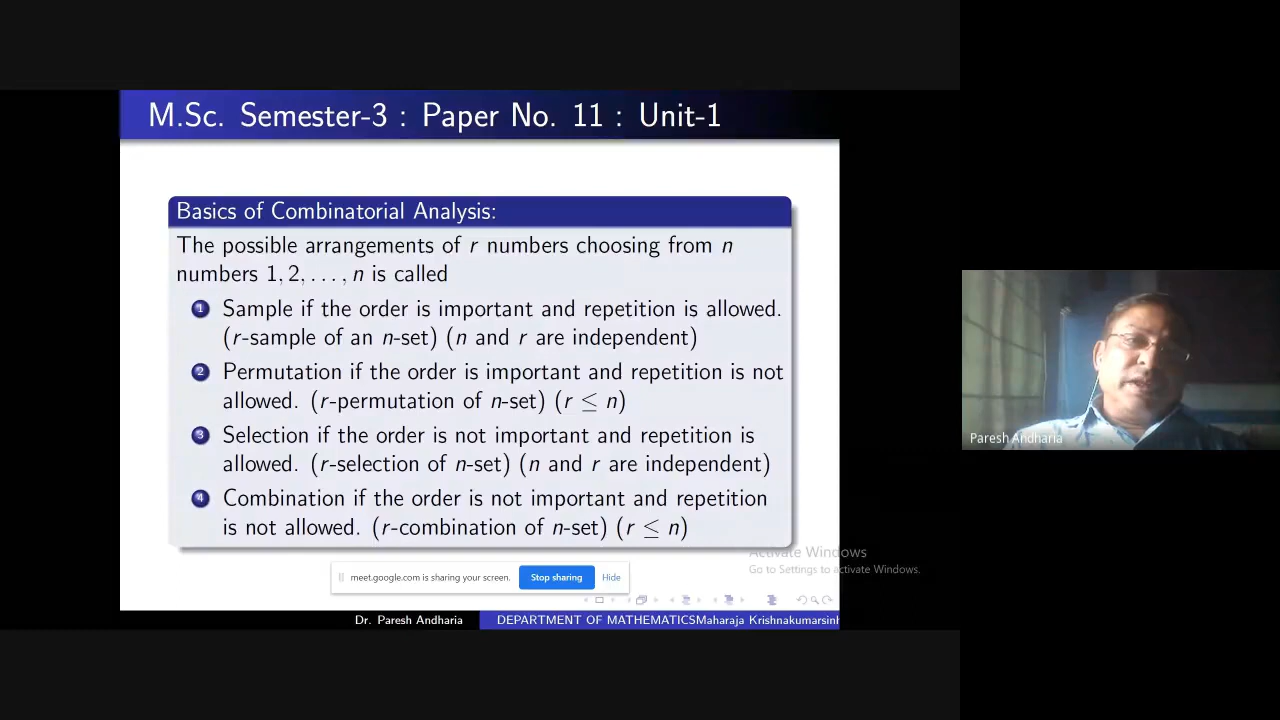 M.Sc. Semester-3 : Paper No. 11 : Unit-1
Basics of Combinatorial Analysis:
The possible arrangements of r numbers choosing from n
numbers 1, 2, . . . , n is called
1 Sample if the order is important and repetition is allowed.
(r-sample of an n-set) (n and r are independent)
2 Permutation if the order is important and repetition is not
allowed. (r-permutation of n-set) (r ≤ n)
3 Selection if the order is not important and repetition is
allowed. (r-selection of n-set) (n and r are independent)
4 Combination if the order is not important and repetition
is not allowed. (r-combination of n-set) (r ≤ n)
Activate Windows
Go to Settings to activate Windows.
meet.google.com is sharing your screen.
Stop sharing
Hide
Dr. Paresh Andharia
DEPARTMENT OF MATHEMATICSMaharaja Krishnakumarsinh
Paresh Andharia